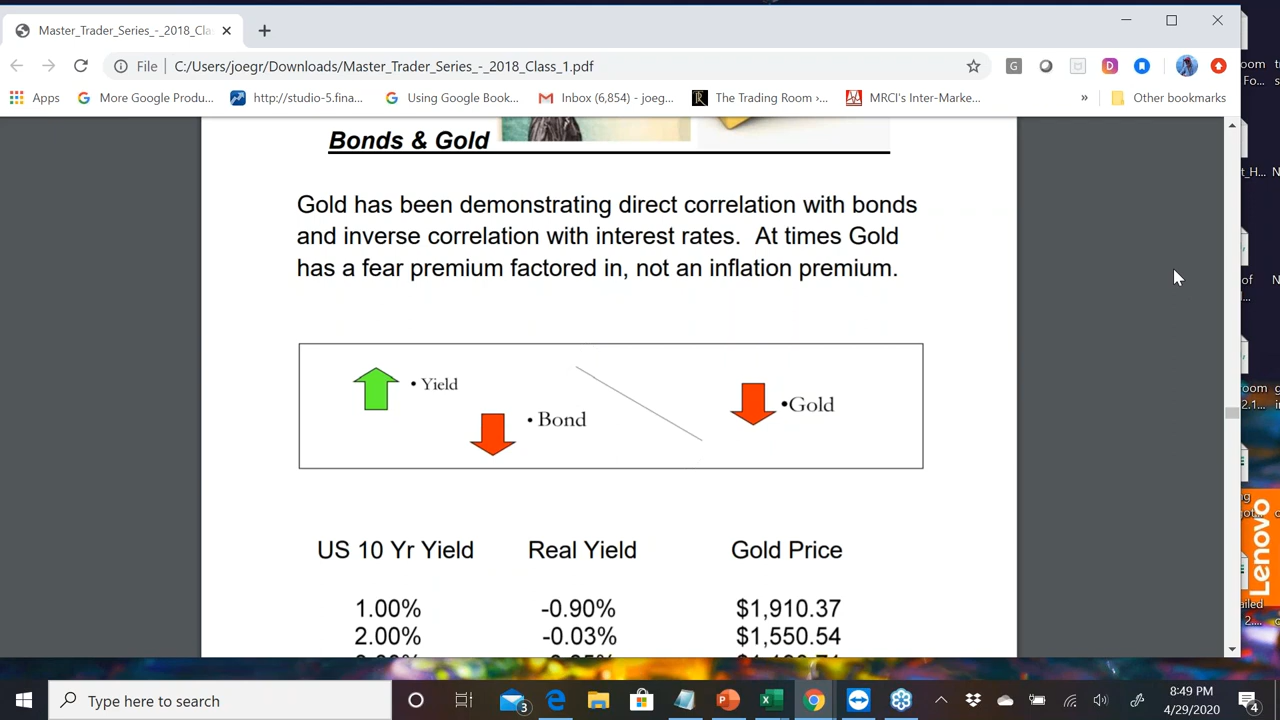 Master_Trader_Series_-_2018_Cla
File
C:/Users/joegr/Downloads/Master_Trader_Series_-_2018_Class_1.pdf
Apps
More Google Produ...
http://studio-5.fina...
Using Google Book...
Inbox (6,854) - joeg...
The Trading Room >...
MRCI's Inter-Marke...
»
Other bookmarks
Bonds & Gold
Gold has been demonstrating direct correlation with bonds
and inverse correlation with interest rates. At times Gold
has a fear premium factored in, not an inflation premium.
• Yield
• Bond
•Gold
US 10 Yr Yield Real Yield Gold Price
1.00% -0.90% $1,910.37
2.00% -0.03% $1,550.54
Lenovo
Type here to search
3
8:49 PM
4/29/2020
4